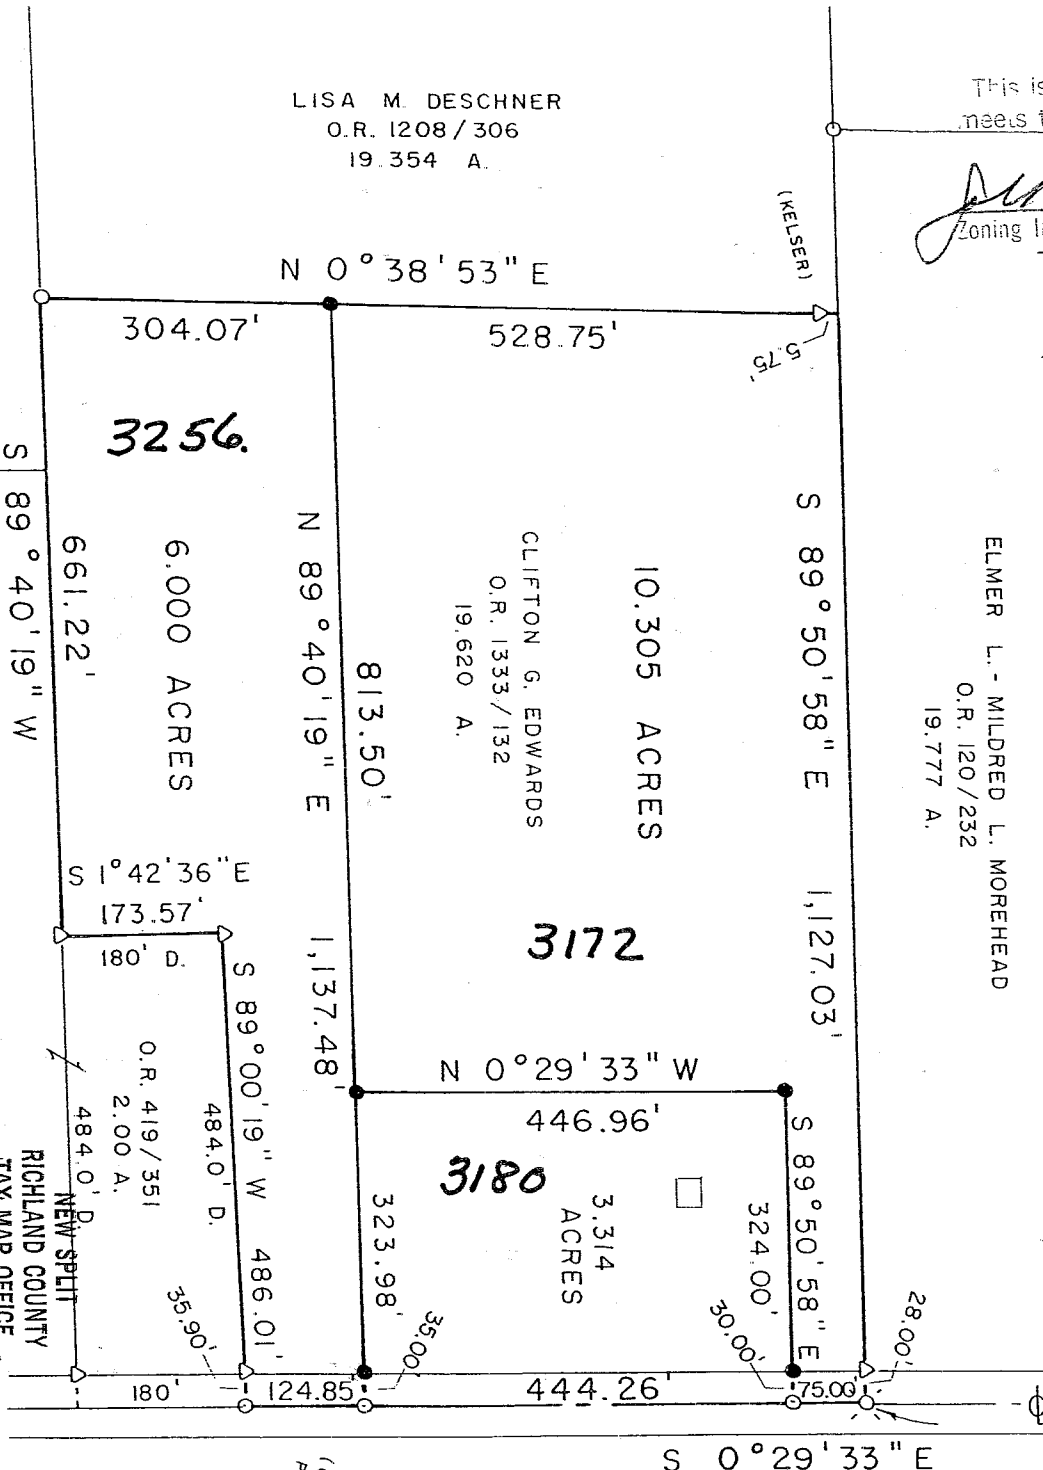 LISA M. DESCHNER
O.R. 1208/306
19.354 A.
This is
meets
Zoning
(KELSER)
N 0°38'53" E
304.07'
528.75'
5.75'
3256.
S 89°40'19" W
661.22'
6.000 ACRES
N 89°40'19" E
813.50'
1,137.48'
CLIFTON G. EDWARDS
O.R. 1333/132
19.620 A.
10.305 ACRES
S 89°50'58" E
1,127.03'
ELMER L. - MILDRED L. MOREHEAD
O.R. 120/232
19.777 A.
S 1°42'36" E
173.57'
180' D.
3172
S 89°00'19" W
486.01'
484.0' D.
O.R. 419/351
2.00 A.
484.0' D.
N 0°29'33" W
446.96'
3180
3.314
ACRES
323.98'
324.00'
S 89°50'58" E
NEW SPLIT
RICHLAND COUNTY
TAX MAP OFFICE
35.90'
35.00'
30.00'
28.00'
180'
124.85'
444.26'
75.00'
S 0°29'33" E